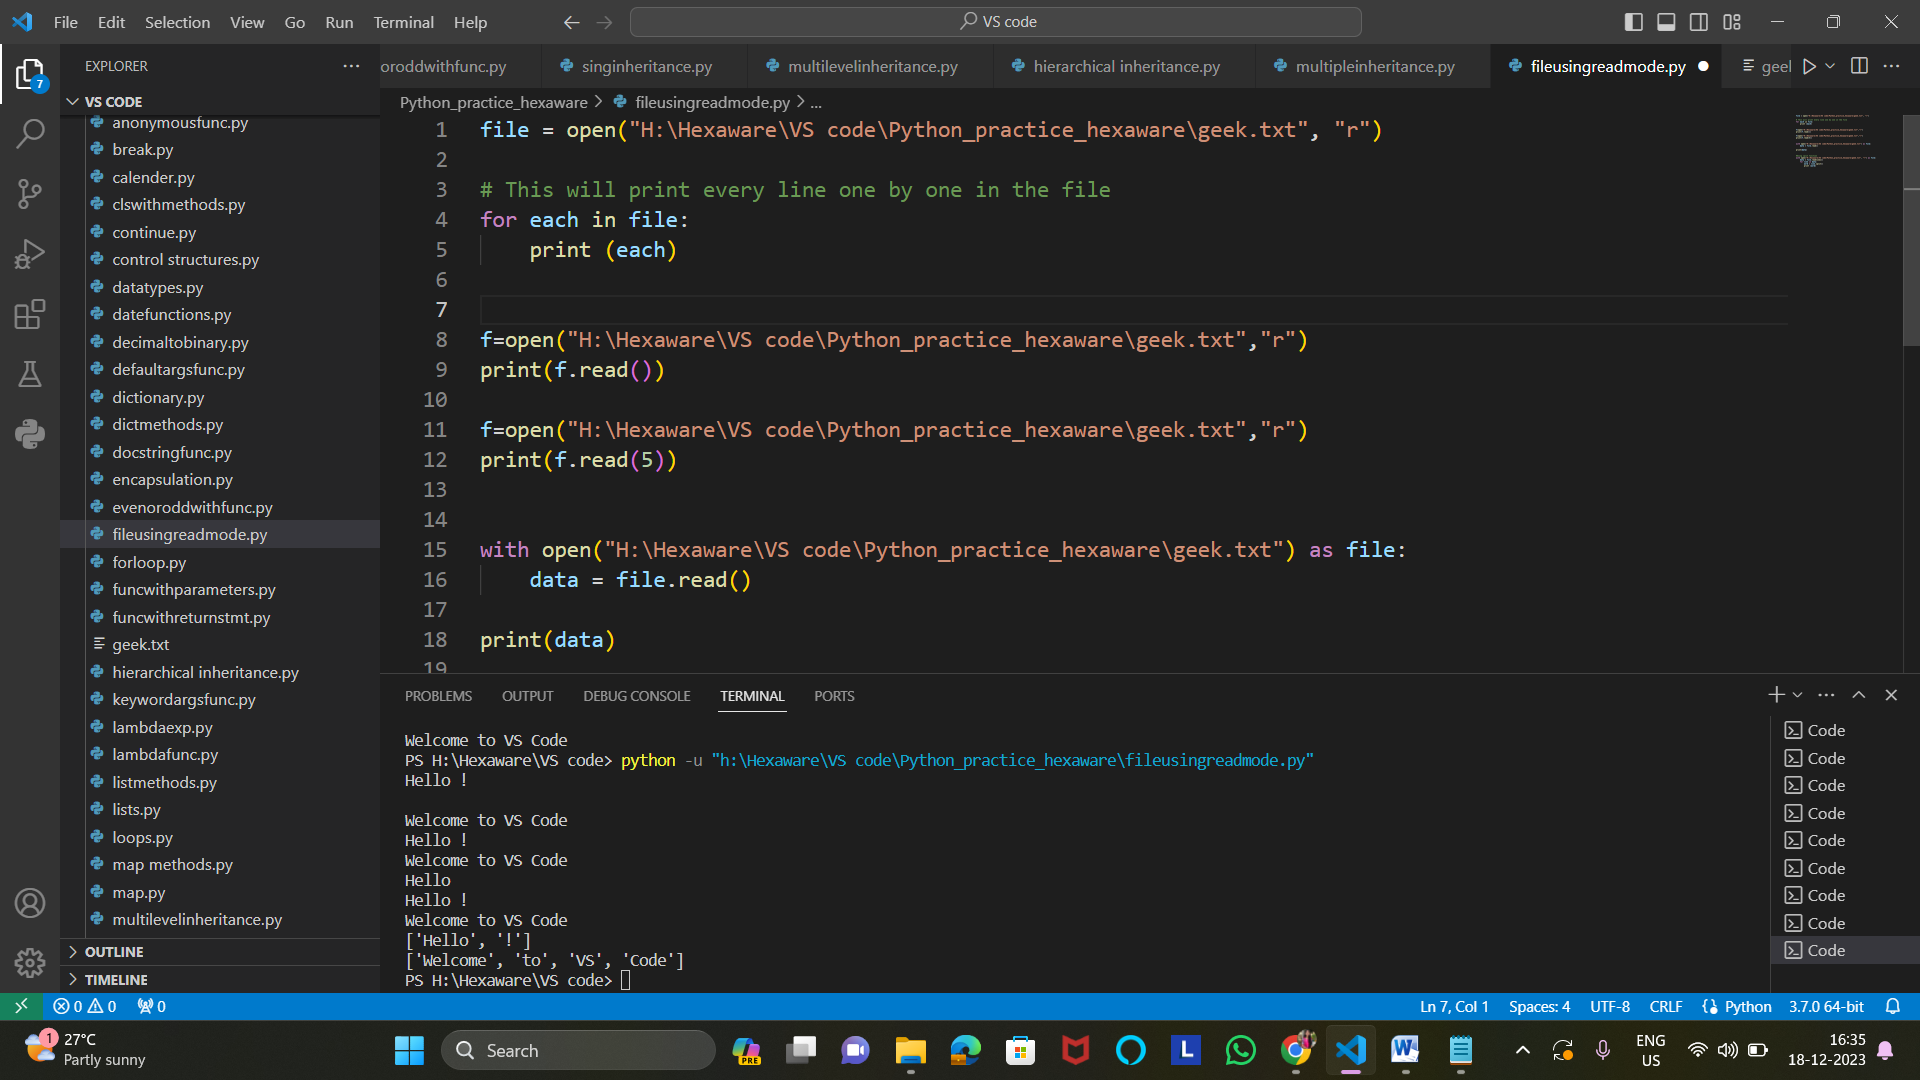 File Edit Selection View Go Run Terminal Help
VS code
EXPLORER
oroddwithfunc.py singinheritance.py multilevelinheritance.py hierarchical inheritance.py multipleinheritance.py fileusingreadmode.py geel
7
VS CODE
anonymousfunc.py
break.py
calender.py
clswithmethods.py
continue.py
control structures.py
datatypes.py
datefunctions.py
decimaltobinary.py
defaultargsfunc.py
dictionary.py
dictmethods.py
docstringfunc.py
encapsulation.py
evenoroddwithfunc.py
fileusingreadmode.py
forloop.py
funcwithparameters.py
funcwithreturnstmt.py
geek.txt
hierarchical inheritance.py
keywordargsfunc.py
lambdaexp.py
lambdafunc.py
listmethods.py
lists.py
loops.py
map methods.py
map.py
multilevelinheritance.py
OUTLINE
TIMELINE
Python_practice_hexaware > fileusingreadmode.py > ...
1 file = open("H:\Hexaware\VS code\Python_practice_hexaware\geek.txt", "r")
2
3 # This will print every line one by one in the file
4 for each in file:
5 print (each)
6
7
8 f=open("H:\Hexaware\VS code\Python_practice_hexaware\geek.txt","r")
9 print(f.read())
10
11 f=open("H:\Hexaware\VS code\Python_practice_hexaware\geek.txt","r")
12 print(f.read(5))
13
14
15 with open("H:\Hexaware\VS code\Python_practice_hexaware\geek.txt") as file:
16 data = file.read()
17
18 print(data)
19
PROBLEMS OUTPUT DEBUG CONSOLE TERMINAL PORTS
Welcome to VS Code
PS H:\Hexaware\VS code> python -u "h:\Hexaware\VS code\Python_practice_hexaware\fileusingreadmode.py"
Hello !
Welcome to VS Code
Hello !
Welcome to VS Code
Hello
Hello !
Welcome to VS Code
['Hello', '!']
['Welcome', 'to', 'VS', 'Code']
PS H:\Hexaware\VS code>
Code
Code
Code
Code
Code
Code
Code
Code
Code
0 0 0 Ln 7, Col 1 Spaces: 4 UTF-8 CRLF Python 3.7.0 64-bit
1
27°C
Partly sunny
Search
PRE
L
W
ENG
US
16:35
18-12-2023